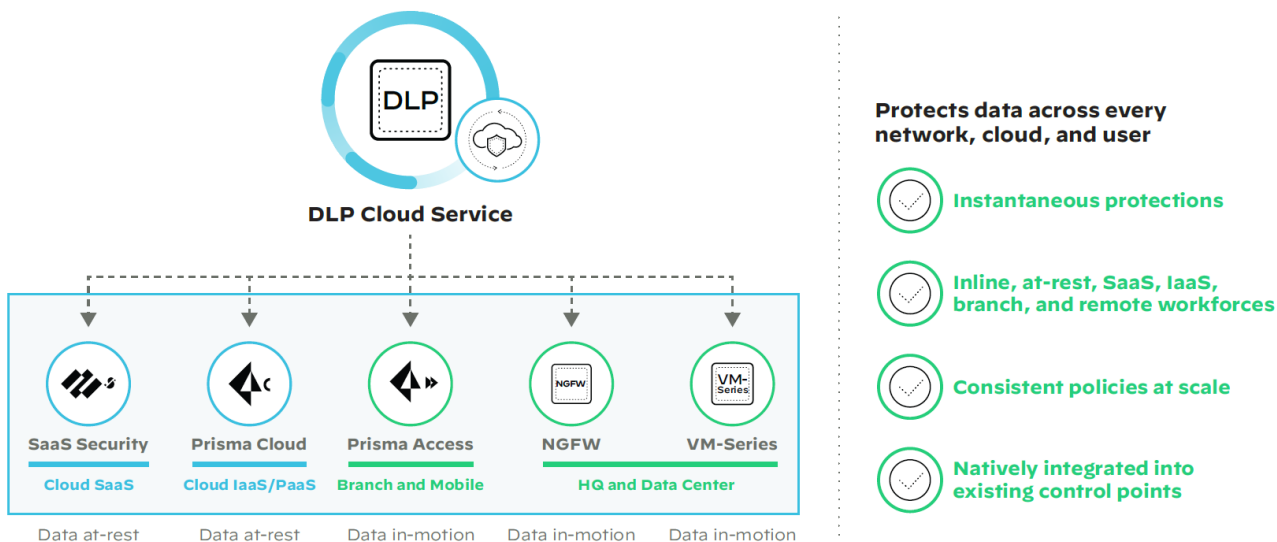 DLP
DLP Cloud Service
NGFW
VM-
Series
SaaS Security
Prisma Cloud
Prisma Access
NGFW
VM-Series
Cloud SaaS
Cloud IaaS/PaaS
Branch and Mobile
HQ and Data Center
Data at-rest
Data at-rest
Data in-motion
Data in-motion
Data in-motion
Protects data across every
network, cloud, and user
Instantaneous protections
Inline, at-rest, SaaS, IaaS,
branch, and remote workforces
Consistent policies at scale
Natively integrated into
existing control points